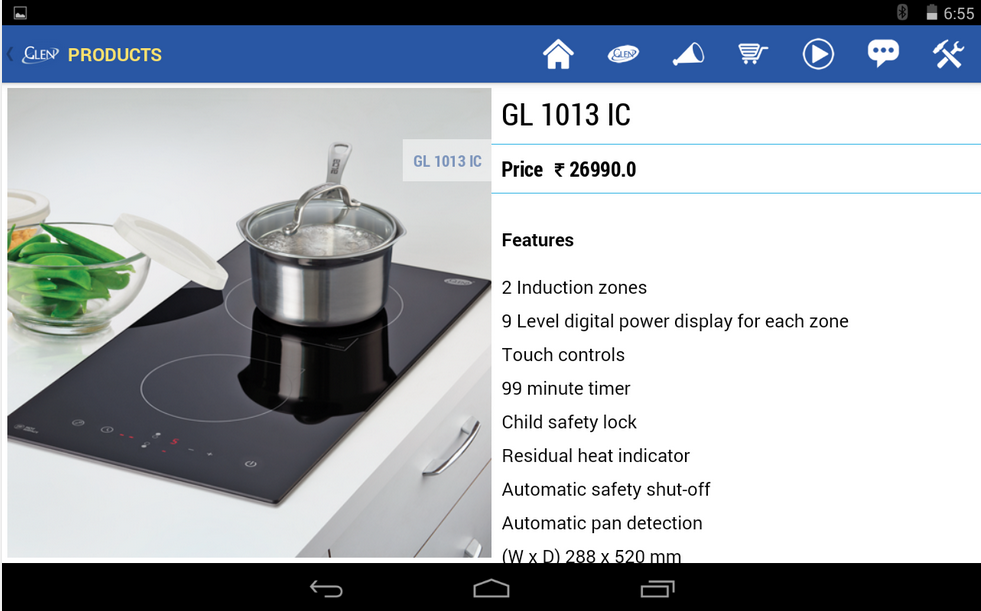 6:55
GLEN PRODUCTS
GLEN
GL 1013 IC
GL 1013 IC
Price ₹ 26990.0
Features
2 Induction zones
9 Level digital power display for each zone
Touch controls
99 minute timer
Child safety lock
Residual heat indicator
Automatic safety shut-off
Automatic pan detection
(W x D) 288 x 520 mm